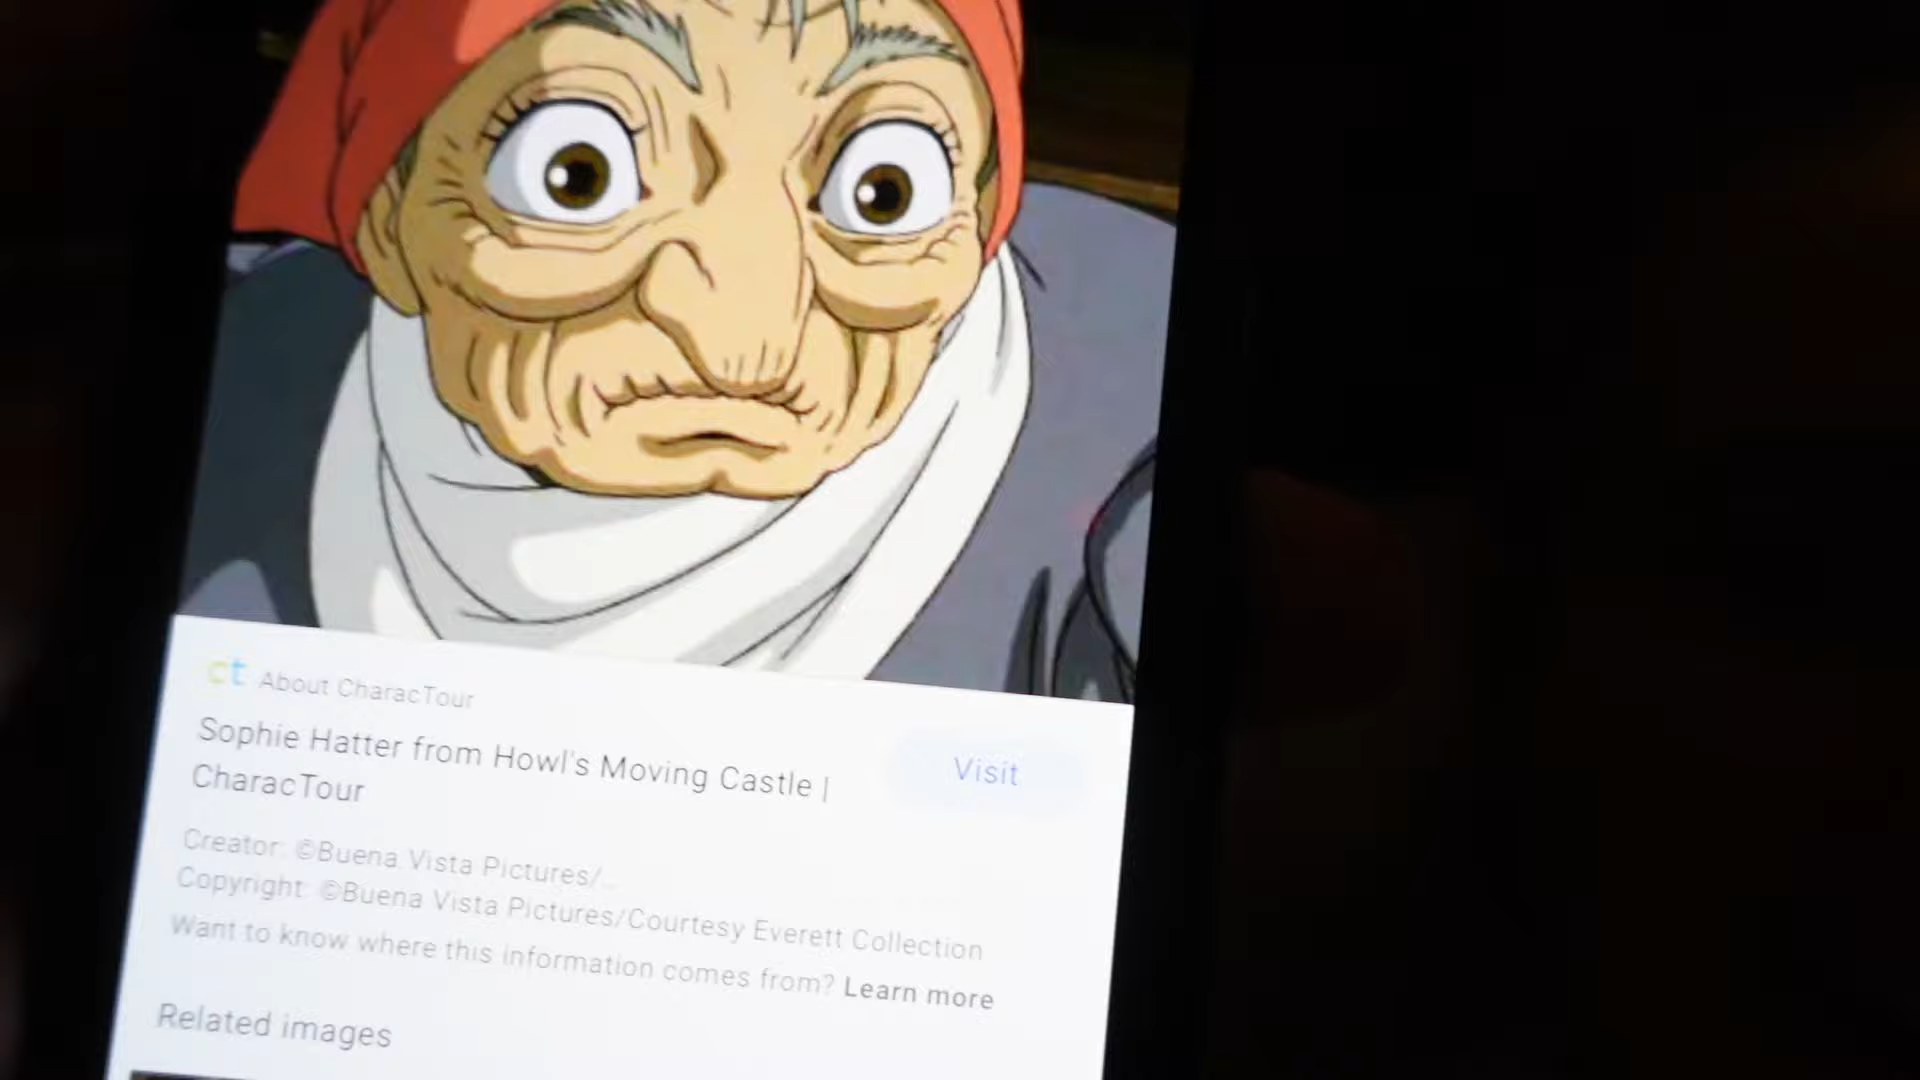 ct About CharacTour
Sophie Hatter from Howl's Moving Castle |
CharacTour
Visit
Creator: ©Buena Vista Pictures/...
Copyright: ©Buena Vista Pictures/Courtesy Everett Collection
Want to know where this information comes from? Learn more
Related images